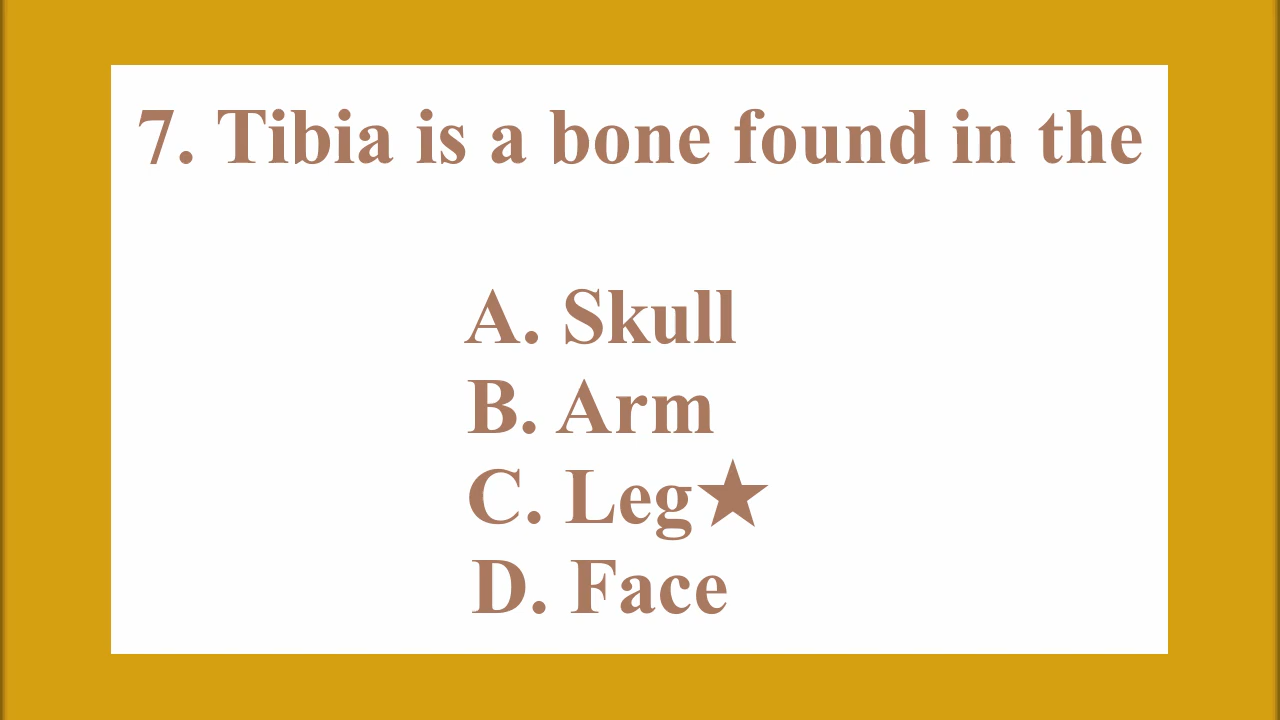 7. Tibia is a bone found in the
A. Skull
B. Arm
C. Leg★
D. Face